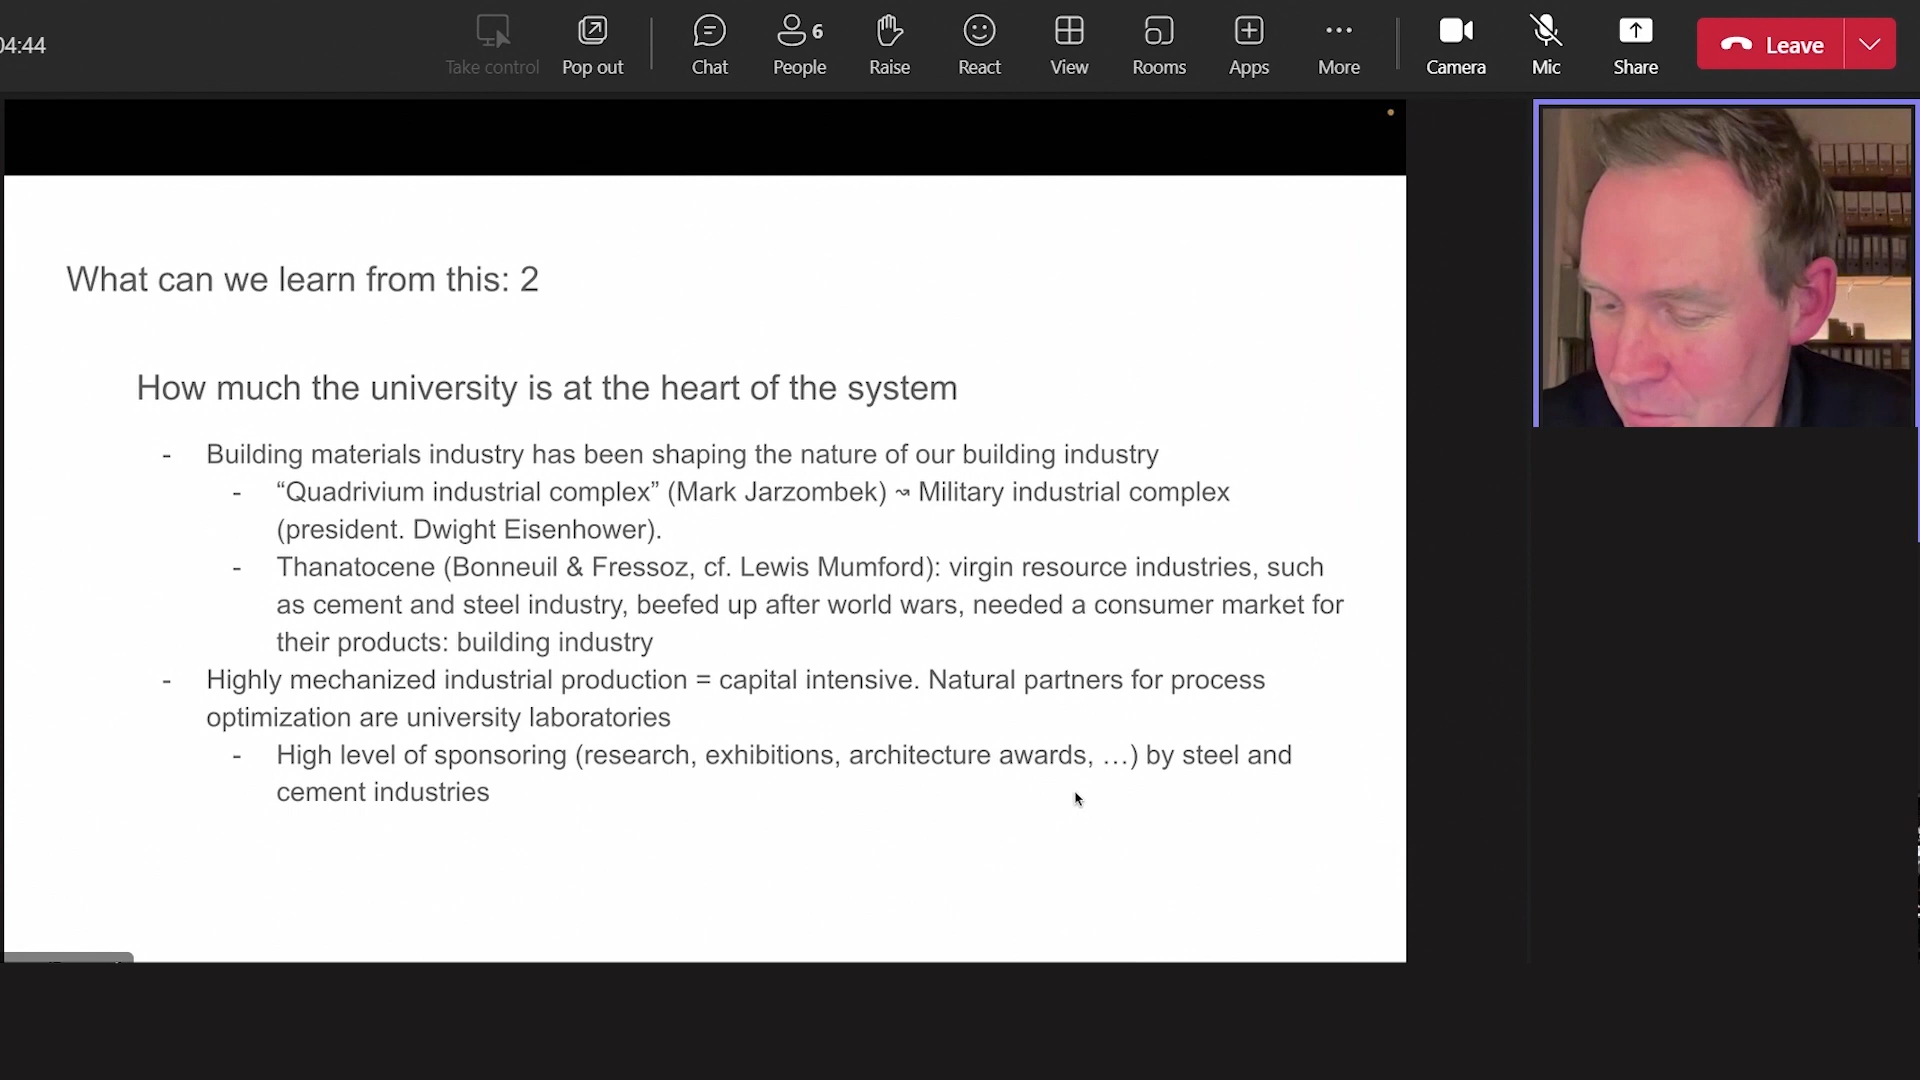 04:44
Take control
Pop out
Chat
People
6
Raise
React
View
Rooms
Apps
More
Camera
Mic
Share
Leave
What can we learn from this: 2
How much the university is at the heart of the system
- Building materials industry has been shaping the nature of our building industry
- “Quadrivium industrial complex” (Mark Jarzombek) ↝ Military industrial complex
(president. Dwight Eisenhower).
- Thanatocene (Bonneuil & Fressoz, cf. Lewis Mumford): virgin resource industries, such
as cement and steel industry, beefed up after world wars, needed a consumer market for
their products: building industry
- Highly mechanized industrial production = capital intensive. Natural partners for process
optimization are university laboratories
- High level of sponsoring (research, exhibitions, architecture awards, …) by steel and
cement industries